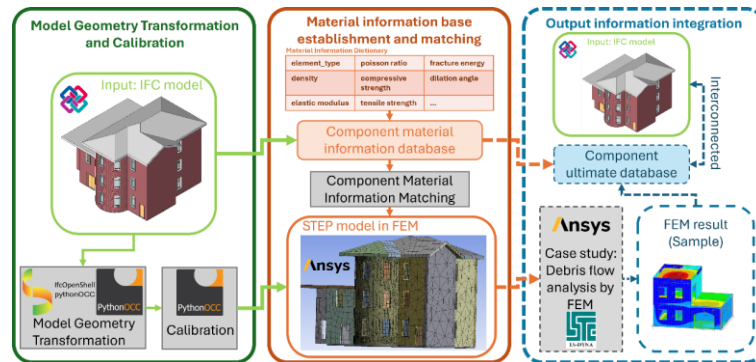 Model Geometry Transformation
and Calibration
Input: IFC model
IfcOpenShell
pythonOCC
PythonOCC
Model Geometry
Transformation
PythonOCC
Calibration
Material information base
establishment and matching
Material Information Dictionary
element_type poisson ratio fracture energy
density compressive strength dilation angle
elastic modulus tensile strength ...
Component material
information database
Component Material
Information Matching
STEP model in FEM
Ansys
Output information integration
Input: IFC model
Interconnected
Component
ultimate database
Ansys
Case study:
Debris flow
analysis by
FEM
LS-DYNA
FEM result
(Sample)